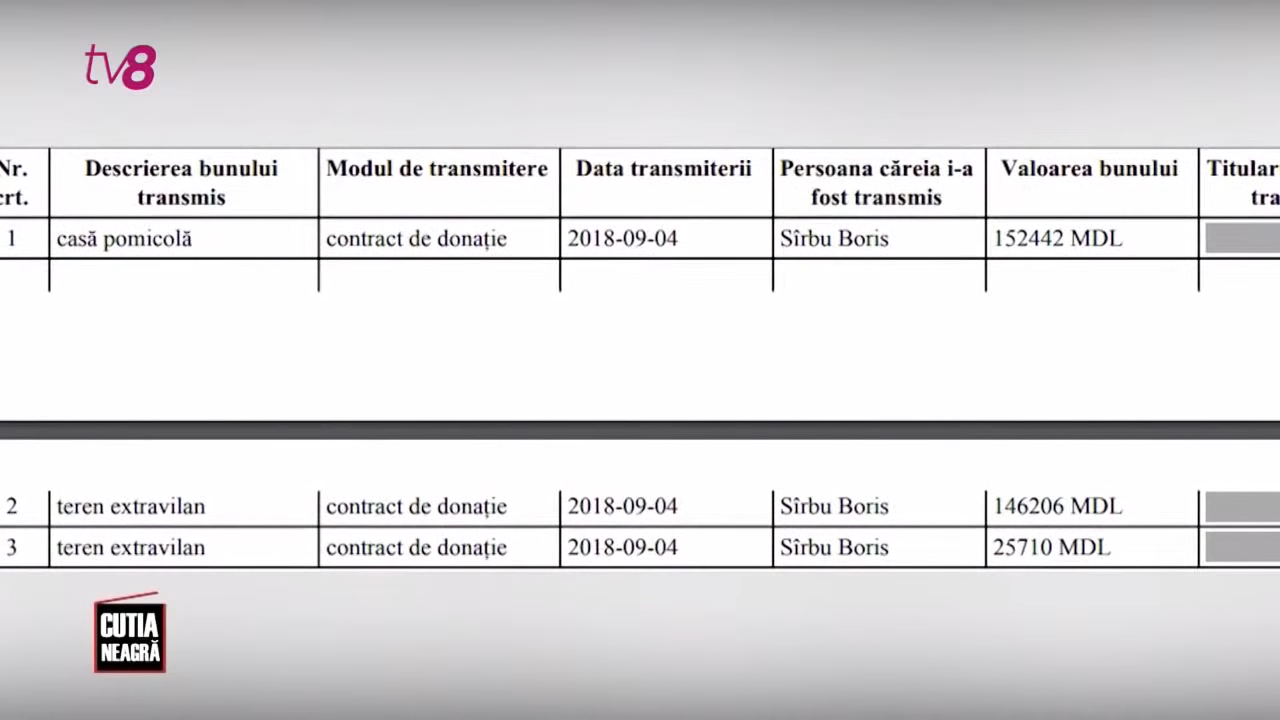 tv8
Nr. Descrierea bunului Modul de transmitere Data transmiterii Persoana căreia i-a Valoarea bunului
crt. transmis fost transmis
1 casă pomicolă contract de donație 2018-09-04 Sîrbu Boris 152442 MDL
2 teren extravilan contract de donație 2018-09-04 Sîrbu Boris 146206 MDL
3 teren extravilan contract de donație 2018-09-04 Sîrbu Boris 25710 MDL
CUTIA
NEAGRĂ